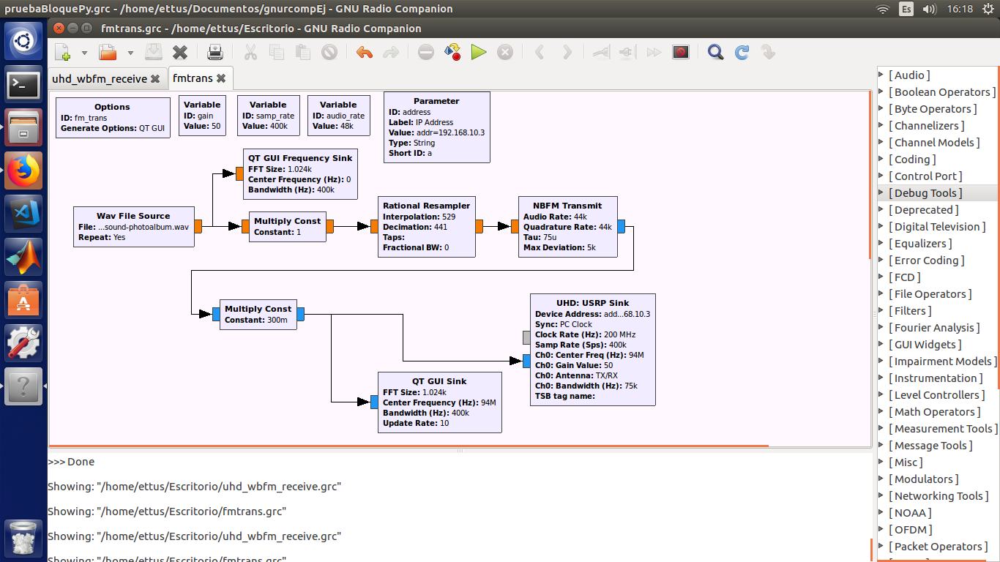 pruebaBloquePy.grc - /home/ettus/Documentos/gnurcompEj - GNU Radio Companion
Es
16:18
fmtrans.grc - /home/ettus/Escritorio - GNU Radio Companion
uhd_wbfm_receive
fmtrans
Options
ID: fm_trans
Generate Options: QT GUI
Variable
ID: gain
Value: 50
Variable
ID: samp_rate
Value: 400k
Variable
ID: audio_rate
Value: 48k
Parameter
ID: address
Label: IP Address
Value: addr=192.168.10.3
Type: String
Short ID: a
QT GUI Frequency Sink
FFT Size: 1.024k
Center Frequency (Hz): 0
Bandwidth (Hz): 400k
Wav File Source
File: ...sound-photoalbum.wav
Repeat: Yes
Multiply Const
Constant: 1
Rational Resampler
Interpolation: 529
Decimation: 441
Taps:
Fractional BW: 0
NBFM Transmit
Audio Rate: 44k
Quadrature Rate: 44k
Tau: 75u
Max Deviation: 5k
Multiply Const
Constant: 300m
UHD: USRP Sink
Device Address: add...68.10.3
Sync: PC Clock
Clock Rate (Hz): 200 MHz
Samp Rate (Sps): 400k
Ch0: Center Freq (Hz): 94M
Ch0: Gain Value: 50
Ch0: Antenna: TX/RX
Ch0: Bandwidth (Hz): 75k
TSB tag name:
QT GUI Sink
FFT Size: 1.024k
Center Frequency (Hz): 94M
Bandwidth (Hz): 400k
Update Rate: 10
[ Audio ]
[ Boolean Operators ]
[ Byte Operators ]
[ Channelizers ]
[ Channel Models ]
[ Coding ]
[ Control Port ]
[ Debug Tools ]
[ Deprecated ]
[ Digital Television ]
[ Equalizers ]
[ Error Coding ]
[ FCD ]
[ File Operators ]
[ Filters ]
[ Fourier Analysis ]
[ GUI Widgets ]
[ Impairment Models ]
[ Instrumentation ]
[ Level Controllers ]
[ Math Operators ]
[ Measurement Tools ]
[ Message Tools ]
[ Misc ]
[ Modulators ]
[ Networking Tools ]
[ NOAA ]
[ OFDM ]
[ Packet Operators ]
>>> Done
Showing: "/home/ettus/Escritorio/uhd_wbfm_receive.grc"
Showing: "/home/ettus/Escritorio/fmtrans.grc"
Showing: "/home/ettus/Escritorio/uhd_wbfm_receive.grc"
Showing: "/home/ettus/Escritorio/fmtrans.grc"